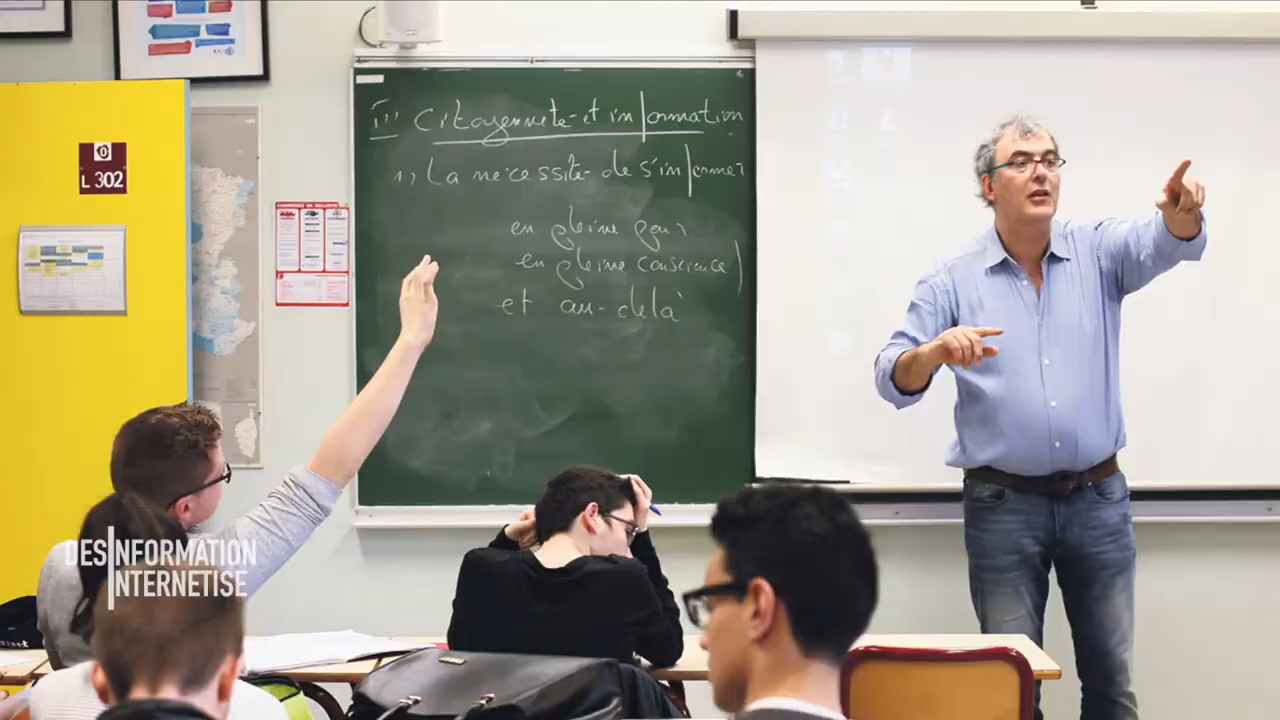 III Citoyenneté et information
1) La nécessité de s'informer
en pleine
en pleine conscience
et au-delà
L 302
DESINFORMATION
INTERNETISE